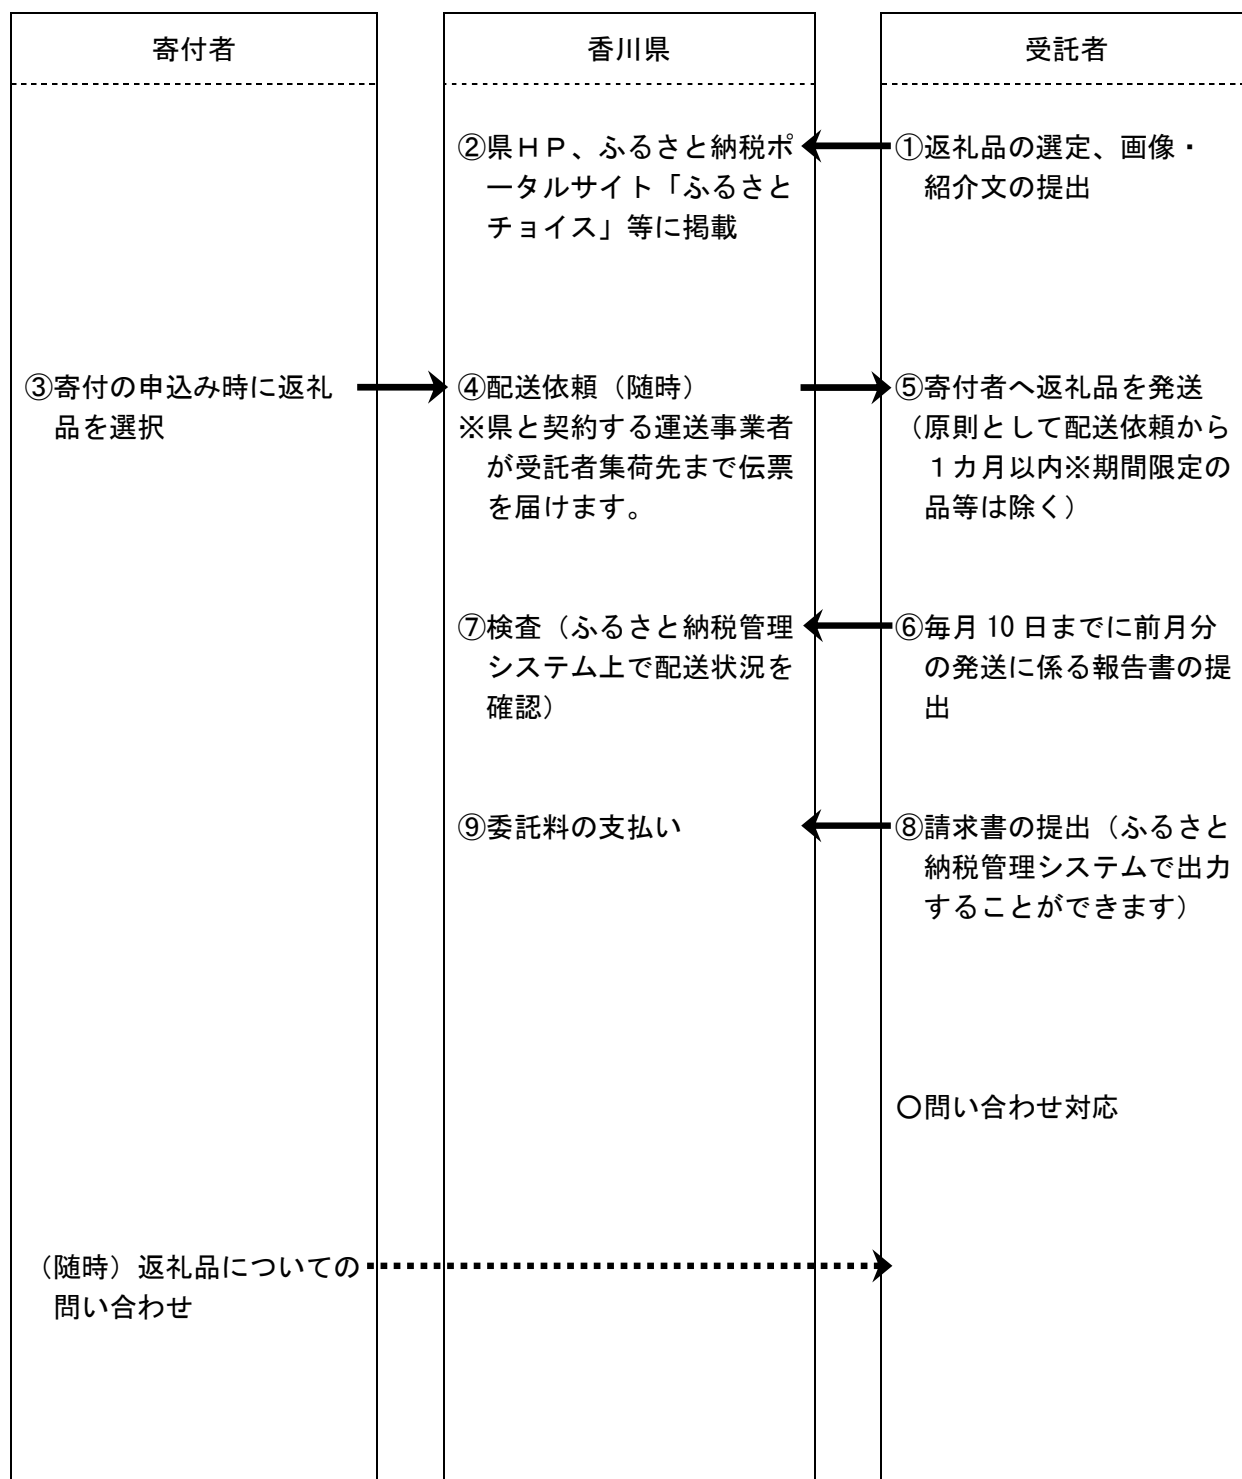 寄付者
香川県
受託者
②県ＨＰ、ふるさと納税ポ
ータルサイト「ふるさと
チョイス」等に掲載
①返礼品の選定、画像・
紹介文の提出
③寄付の申込み時に返礼
品を選択
④配送依頼（随時）
※県と契約する運送事業者
が受託者集荷先まで伝票
を届けます。
⑤寄付者へ返礼品を発送
（原則として配送依頼から
１カ月以内※期間限定の
品等は除く）
⑦検査（ふるさと納税管理
システム上で配送状況を
確認）
⑥毎月 10 日までに前月分
の発送に係る報告書の提
出
⑨委託料の支払い
⑧請求書の提出（ふるさと
納税管理システムで出力
することができます）
〇問い合わせ対応
（随時）返礼品についての
問い合わせ